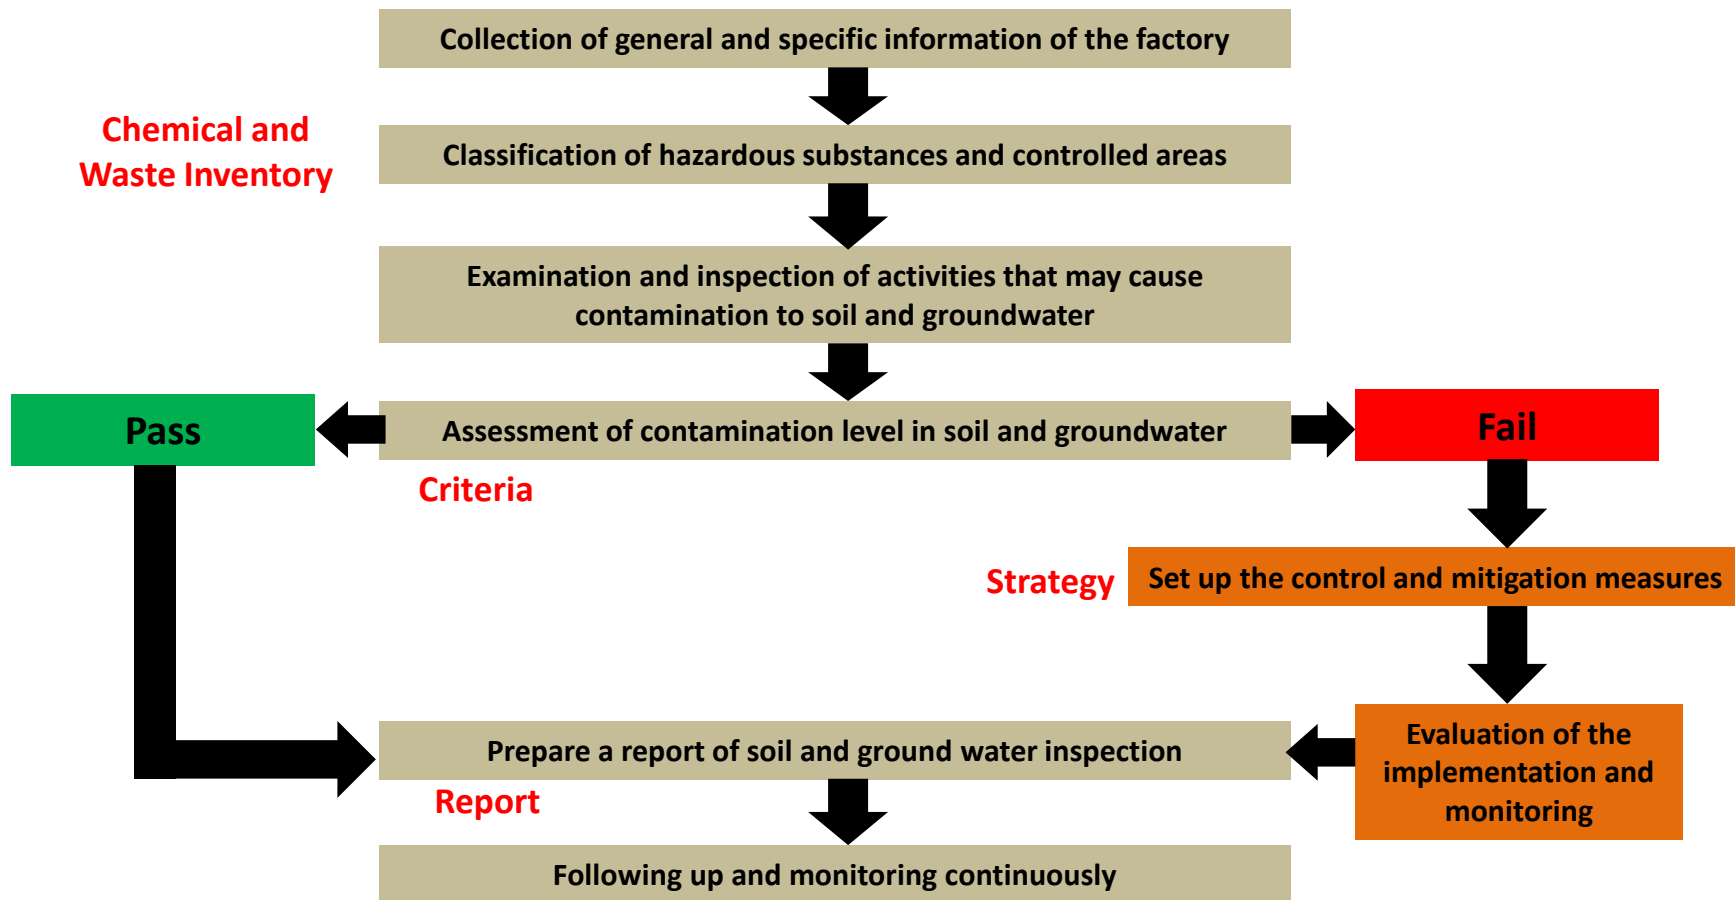 Collection of general and specific information of the factory
Chemical and
Waste Inventory
Classification of hazardous substances and controlled areas
Examination and inspection of activities that may cause
contamination to soil and groundwater
Pass
Assessment of contamination level in soil and groundwater
Fail
Criteria
Strategy
Set up the control and mitigation measures
Prepare a report of soil and ground water inspection
Evaluation of the
implementation and
monitoring
Report
Following up and monitoring continuously